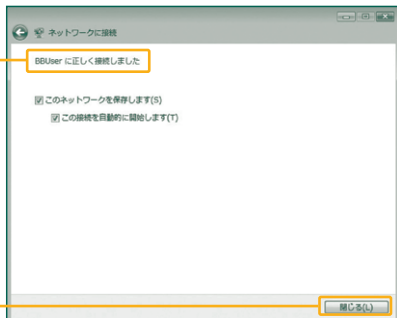 ネットワークに接続
BBUser に正しく接続しました
このネットワークを保存します(S)
この接続を自動的に開始します(T)
閉じる(L)